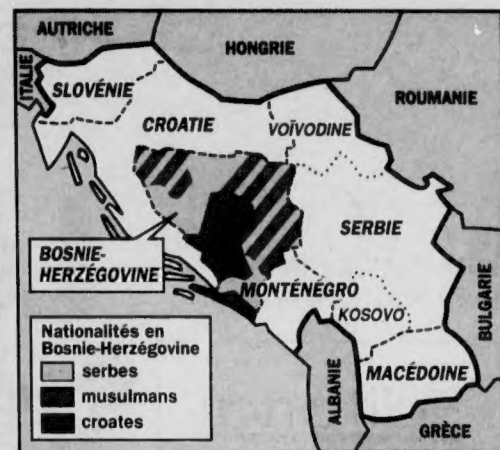 AUTRICHE
HONGRIE
ITALIE
SLOVÉNIE
ROUMANIE
CROATIE
VOÏVODINE
SERBIE
BOSNIE-
HERZÉGOVINE
MONTÉNÉGRO
BULGARIE
KOSOVO
Nationalités en
Bosnie-Herzégovine
serbes
musulmans
croates
ALBANIE
MACÉDOINE
GRÈCE